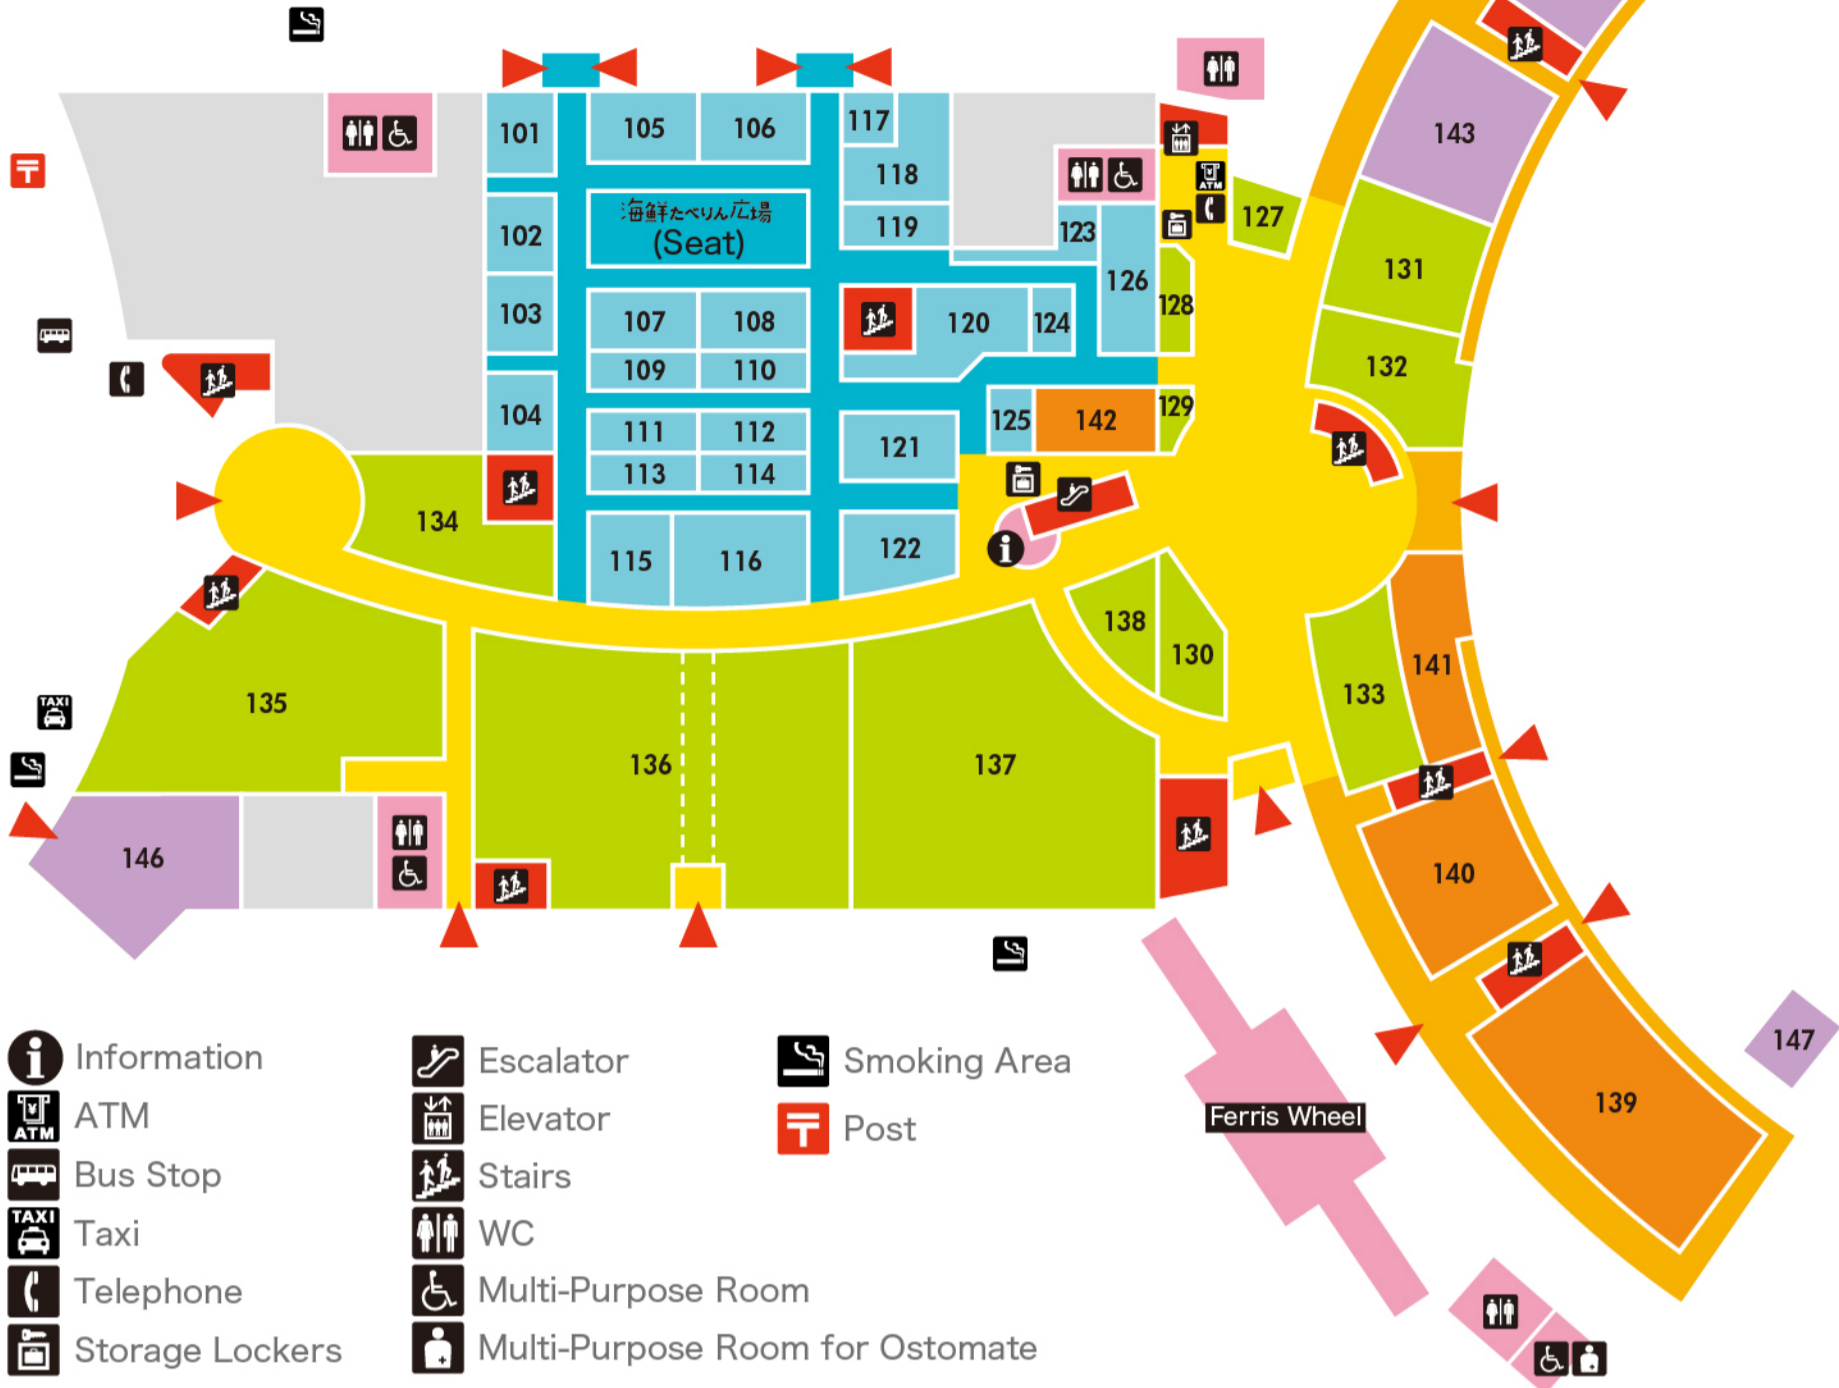 143
101
105
106
117
118
119
海鮮たべりん広場
(Seat)
102
103
104
107
108
109
110
111
112
113
114
115
116
120
124
123
126
128
ATM
127
131
132
129
125
142
121
122
134
135
136
137
138
130
133
141
140
139
147
146
TAXI
Ferris Wheel
Information
ATM
ATM
Bus Stop
TAXI
Taxi
Telephone
Storage Lockers
Escalator
Elevator
Stairs
WC
Multi-Purpose Room
Multi-Purpose Room for Ostomate
Smoking Area
Post